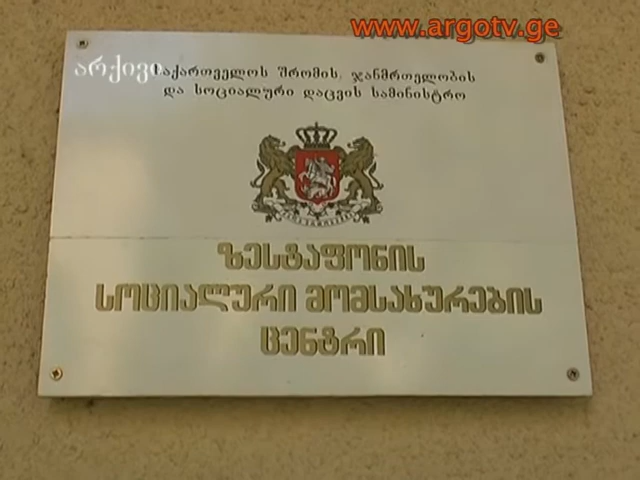 www.argotv.ge
არქივი
საქართველოს შრომის, ჯანმრთელობის
და სოციალური დაცვის სამინისტრო
ზესტაფონის
სოციალური მომსახურების
ცენტრი